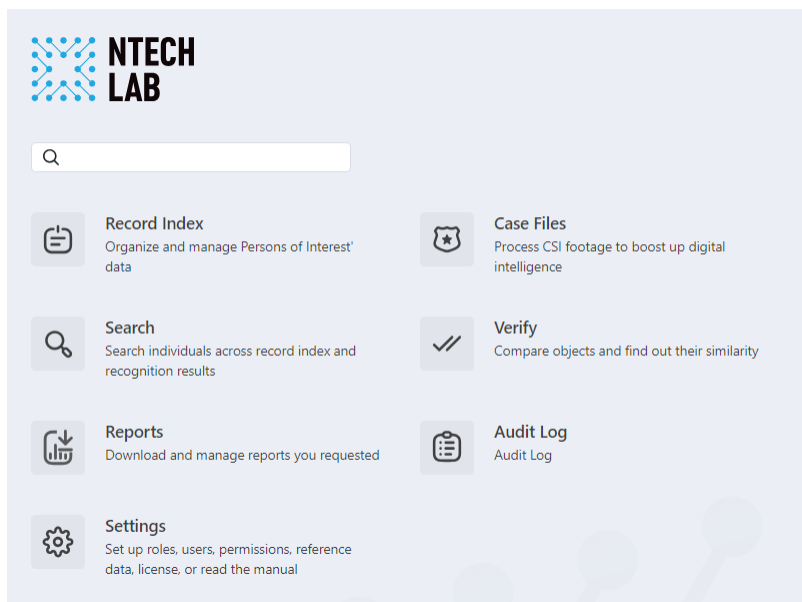 NTECH
LAB
Record Index
Organize and manage Persons of Interest'
data
Case Files
Process CSI footage to boost up digital
intelligence
Search
Search individuals across record index and
recognition results
Verify
Compare objects and find out their similarity
Reports
Download and manage reports you requested
Audit Log
Audit Log
Settings
Set up roles, users, permissions, reference
data, license, or read the manual